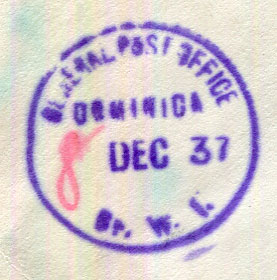 GENERAL POST OFFICE
DOMINICA
DEC 37
Br. W. I.